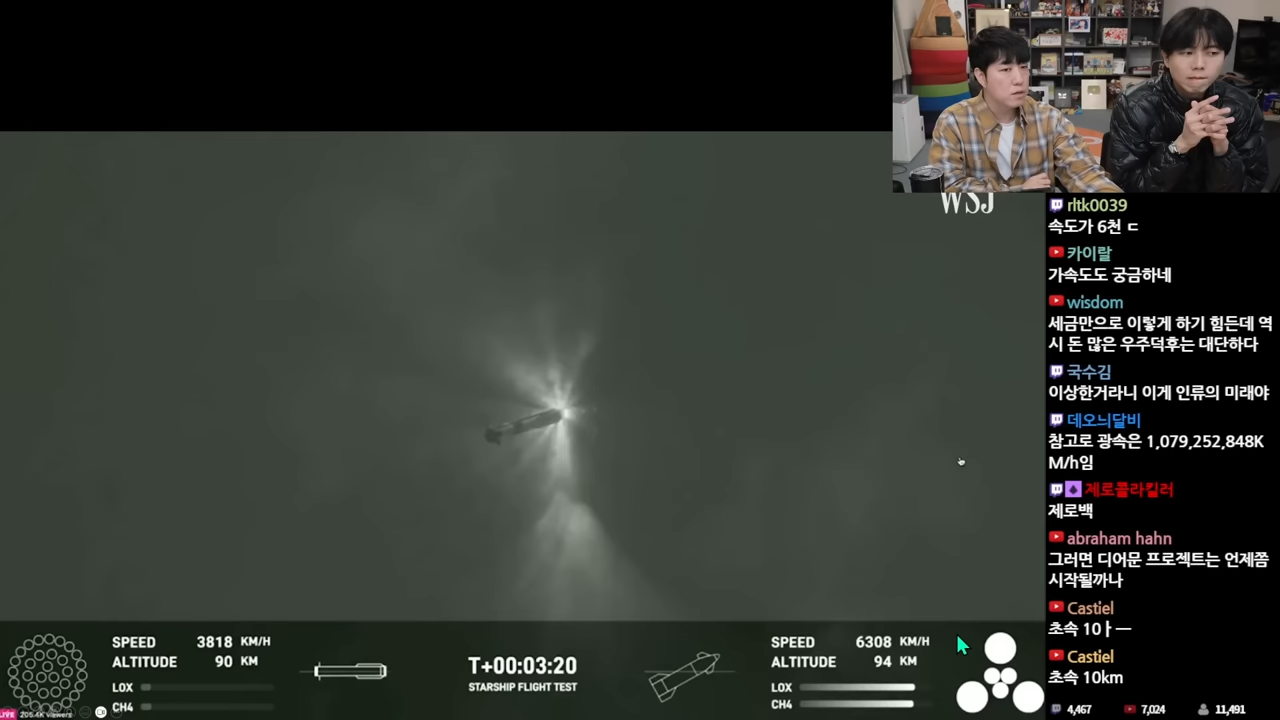 WSJ
rltk0039
속도가 6천 ㄷ
카이랄
가속도도 궁금하네
wisdom
세금만으로 이렇게 하기 힘든데 역
시 돈 많은 우주덕후는 대단하다
국수김
이상한거라니 이게 인류의 미래야
데오늬달비
참고로 광속은 1,079,252,848K
M/h임
제로콜라킬러
제로백
abraham hahn
그러면 디어문 프로젝트는 언제쯤
시작될까나
Castiel
초속 10ㅏㅡ
Castiel
초속 10km
4,467 7,024 11,491
SPEED 3818 KM/H
ALTITUDE 90 KM
LOX
CH4
T+00:03:20
STARSHIP FLIGHT TEST
SPEED 6308 KM/H
ALTITUDE 94 KM
LOX
CH4
LIVE 205.4K viewers